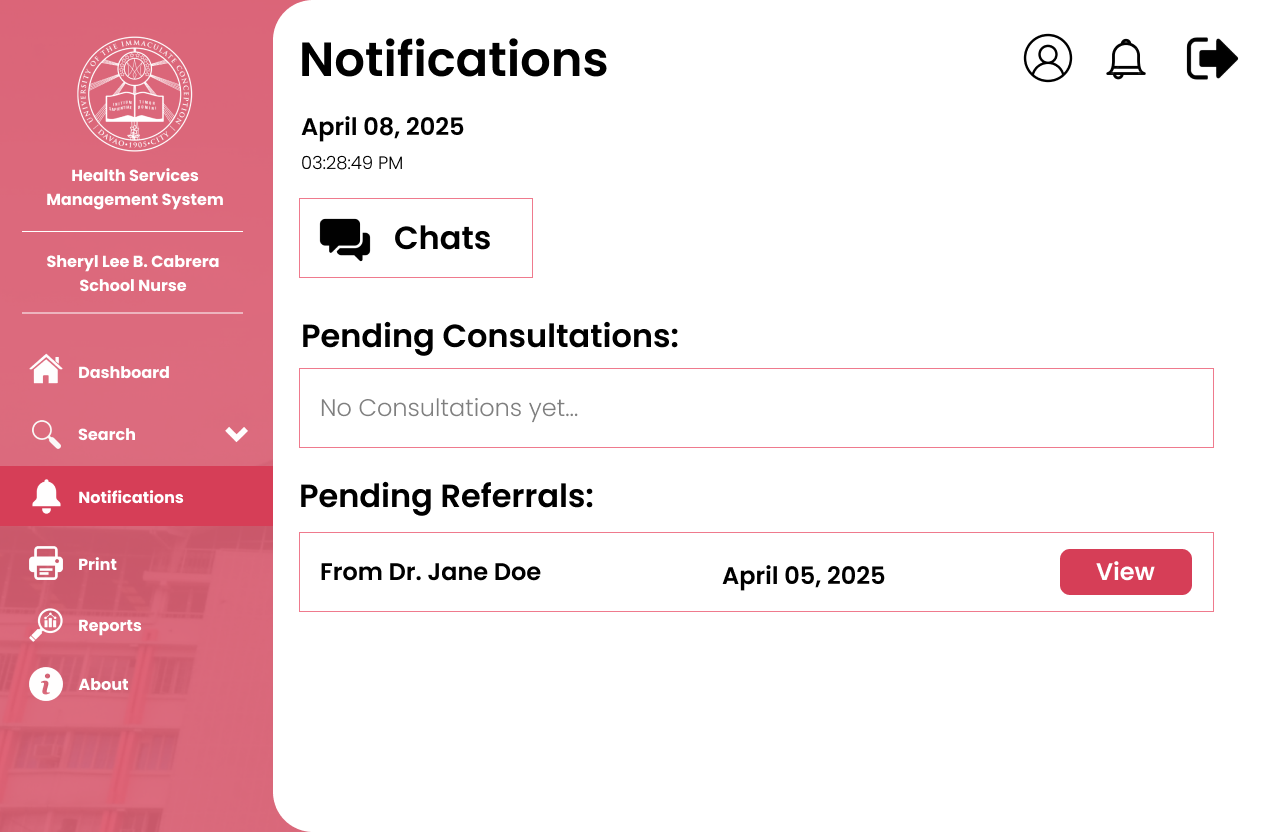 UNIVERSITY OF THE IMMACULATE CONCEPTION
DAVAO • 1905 • CITY
Health Services
Management System
Sheryl Lee B. Cabrera
School Nurse
Dashboard
Search
Notifications
Print
Reports
About
Notifications
April 08, 2025
03:28:49 PM
Chats
Pending Consultations:
No Consultations yet...
Pending Referrals:
From Dr. Jane Doe
April 05, 2025
View